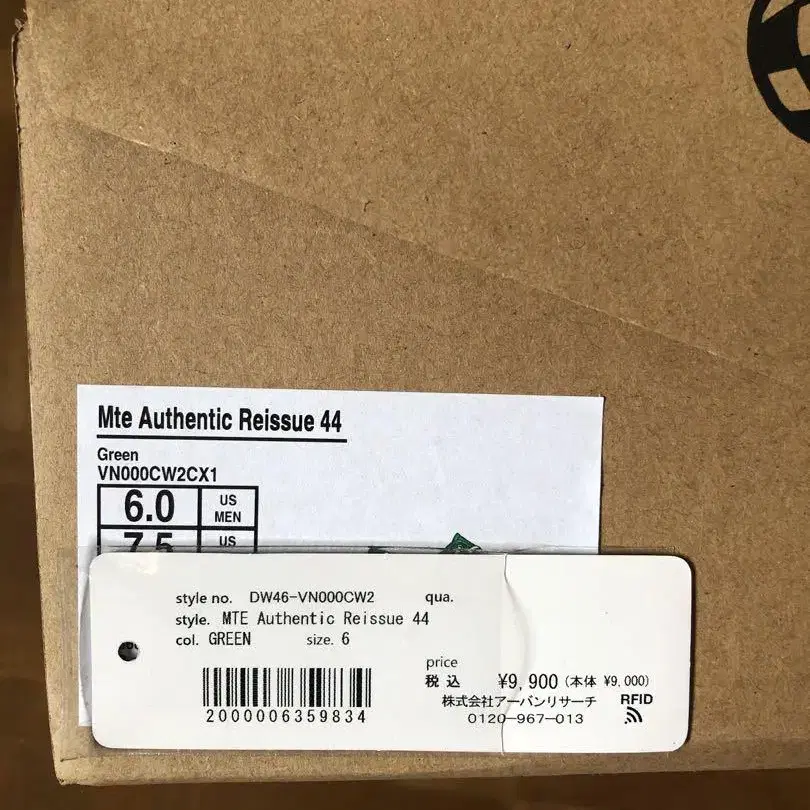 Mte Authentic Reissue 44
Green
VN000CW2CX1
6.0 US MEN
7.5 US
style no. DW46-VN000CW2 qua.
style. MTE Authentic Reissue 44
col. GREEN size. 6
price
税込 ¥9,900 (本体 ¥9,000)
株式会社アーバンリサーチ RFID
2000006359834 0120-967-013